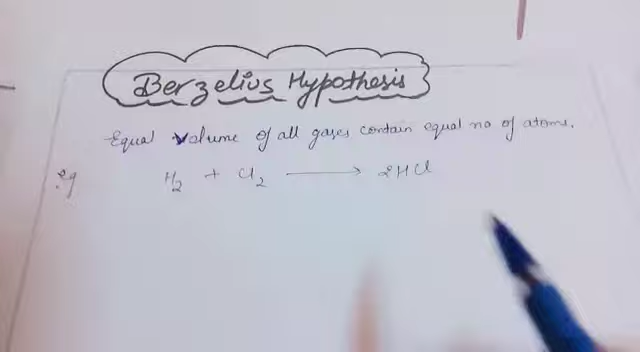 Berzelius Hypothesis
Equal volume of all gases contain equal no of atoms.
eg H2 + Cl2 ⟶ 2HCl